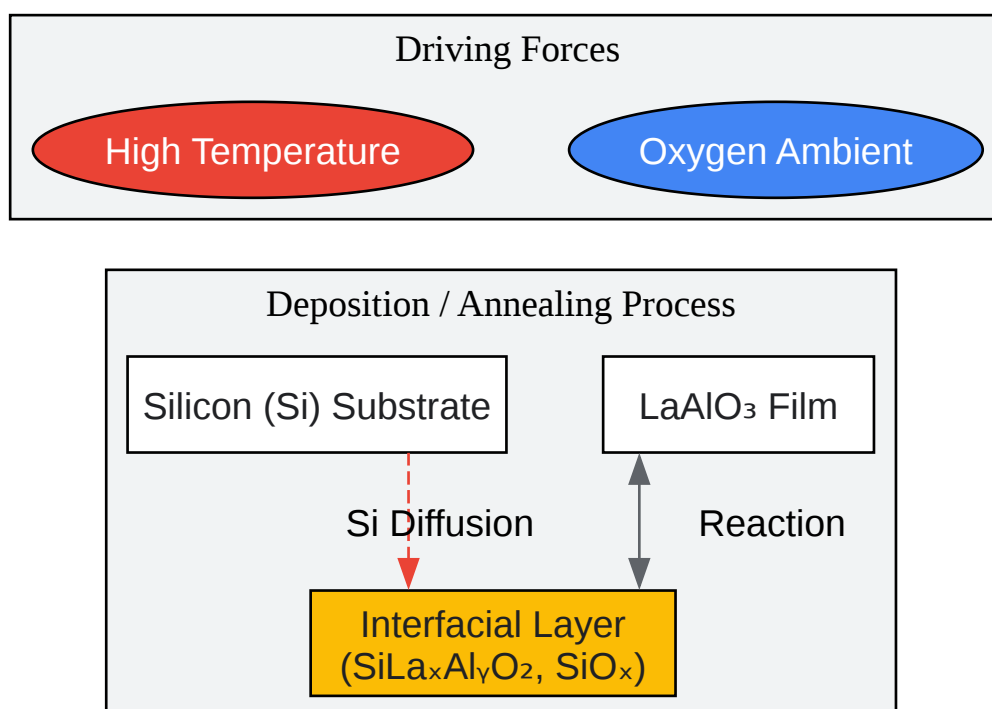 Driving Forces
High Temperature
Oxygen Ambient
Deposition / Annealing Process
Silicon (Si) Substrate
LaAlO₃ Film
Si Diffusion
Reaction
Interfacial Layer
(SiLaₓAlᵧO₂, SiOₓ)